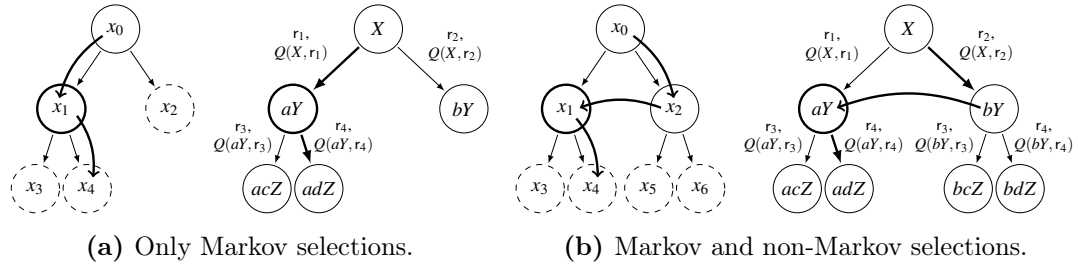 x0 X x0 X
r1, r2, r1, r2,
Q(X,r1) Q(X,r2) Q(X,r1) Q(X,r2)
x1 x2 aY bY x1 x2 aY bY
r3, r4, r3, r4, r3, r4,
Q(aY,r3) Q(aY,r4) Q(aY,r3) Q(aY,r4) Q(bY,r3) Q(bY,r4)
x3 x4 acZ adZ x3 x4 x5 x6 acZ adZ bcZ bdZ
(a) Only Markov selections. (b) Markov and non-Markov selections.